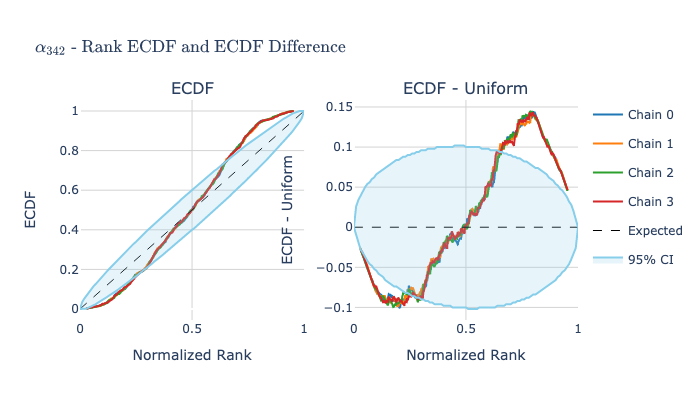 α₃₄₂ - Rank ECDF and ECDF Difference
ECDF
ECDF - Uniform
ECDF
1
0.8
0.6
0.4
0.2
0
0
0.5
1
Normalized Rank
ECDF - Uniform
0.15
0.1
0.05
0
−0.05
−0.1
0
0.5
1
Normalized Rank
Chain 0
Chain 1
Chain 2
Chain 3
Expected
95% CI